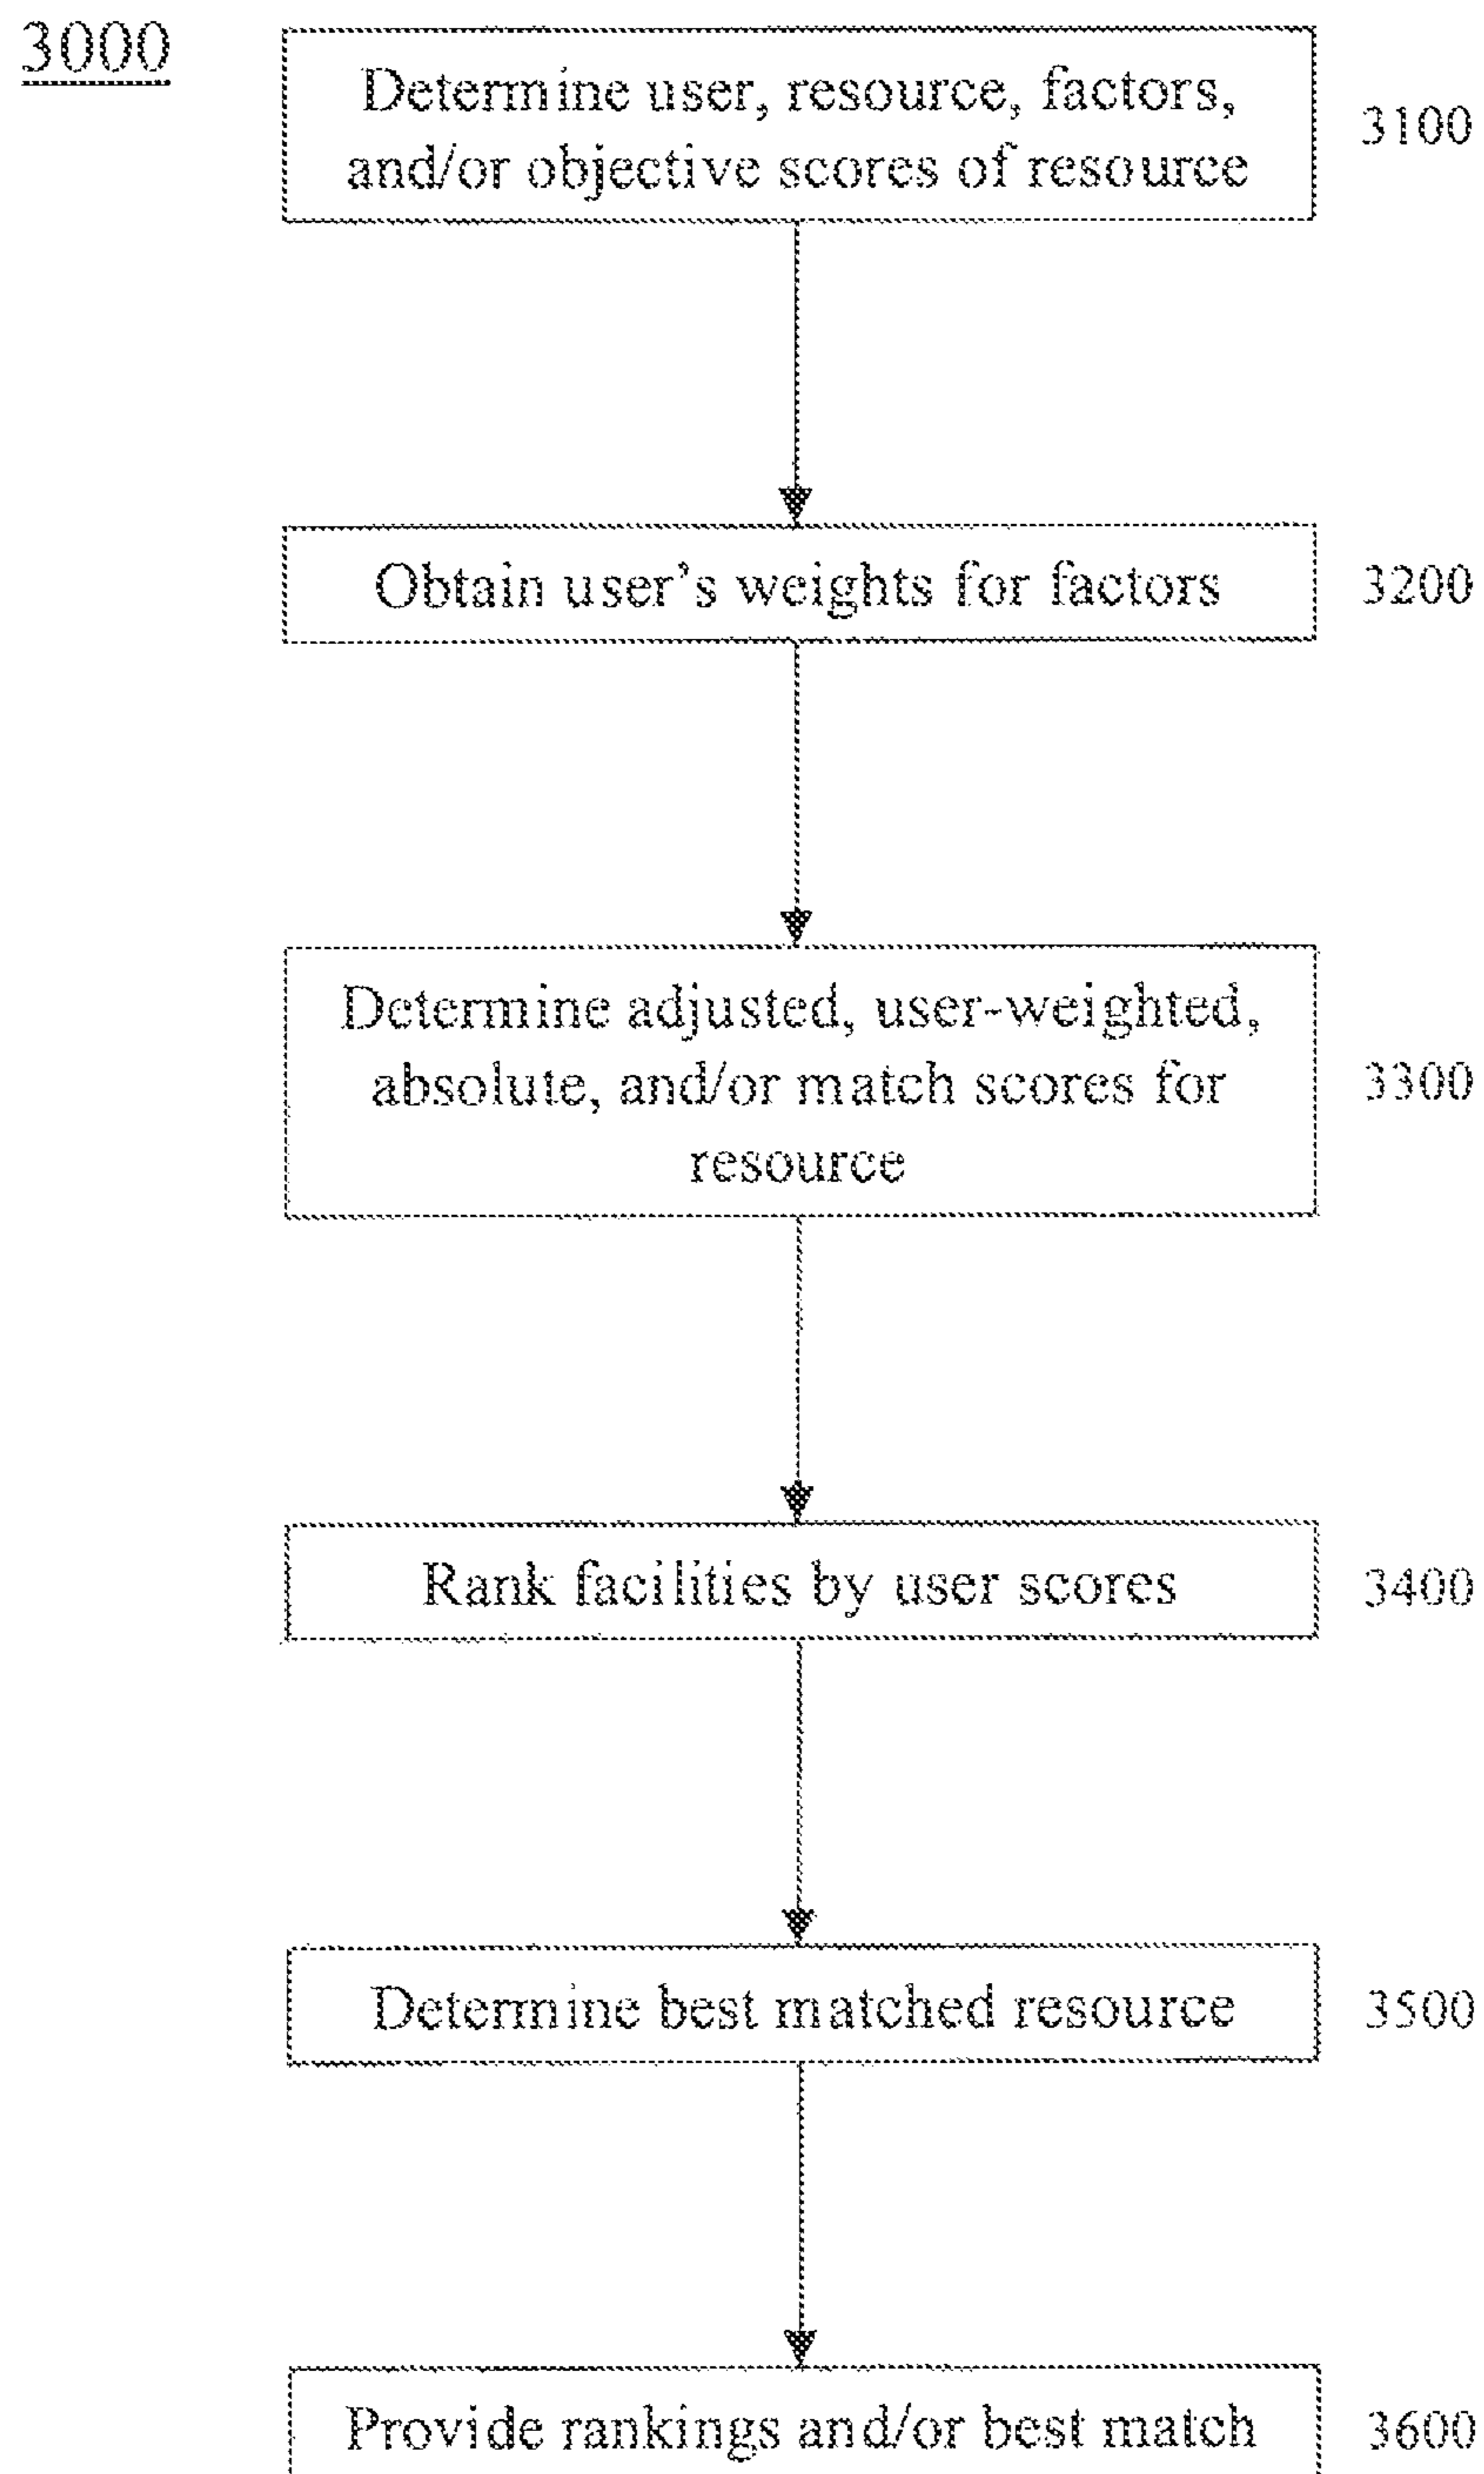 3000
Determine user, resource, factors,
and/or objective scores of resource
3100
Obtain user's weights for factors
3200
Determine adjusted, user-weighted,
absolute, and/or match scores for
resource
3300
Rank facilities by user scores
3400
Determine best matched resource
3500
Provide rankings and/or best match
3600